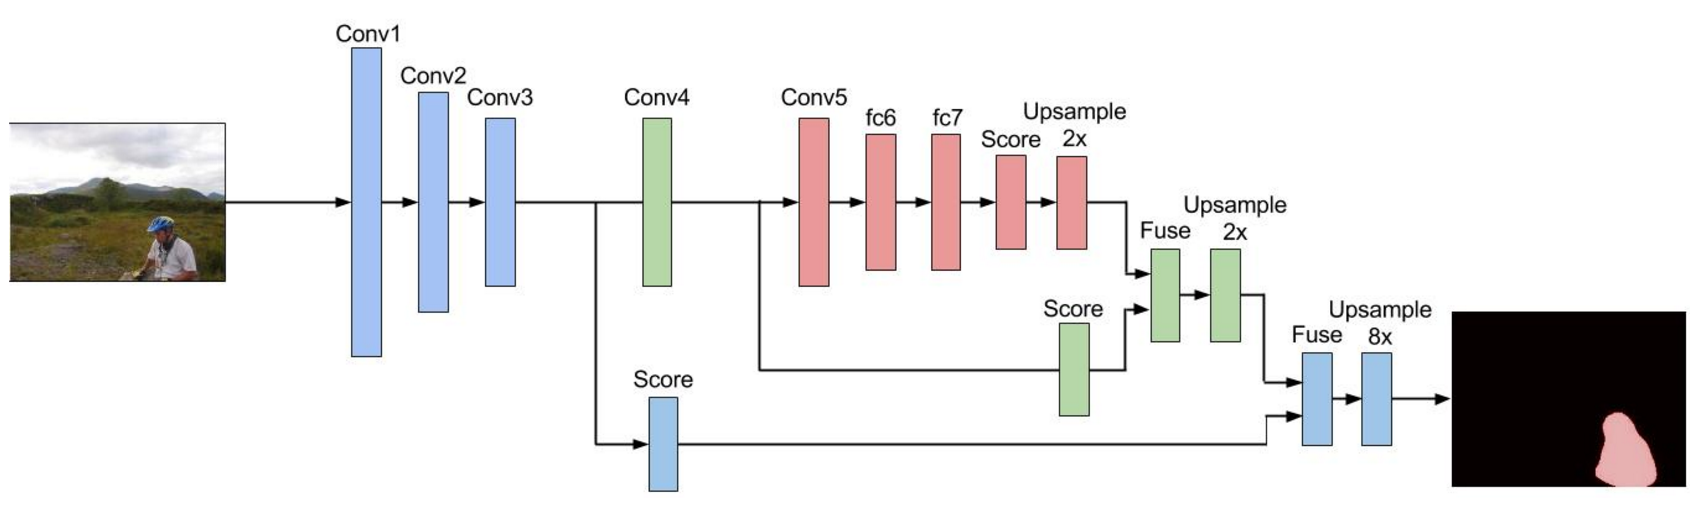 Conv1
Conv2
Conv3
Conv4
Conv5
fc6
fc7
Score
Upsample
2x
Fuse
Upsample
2x
Score
Fuse
Upsample
8x
Score